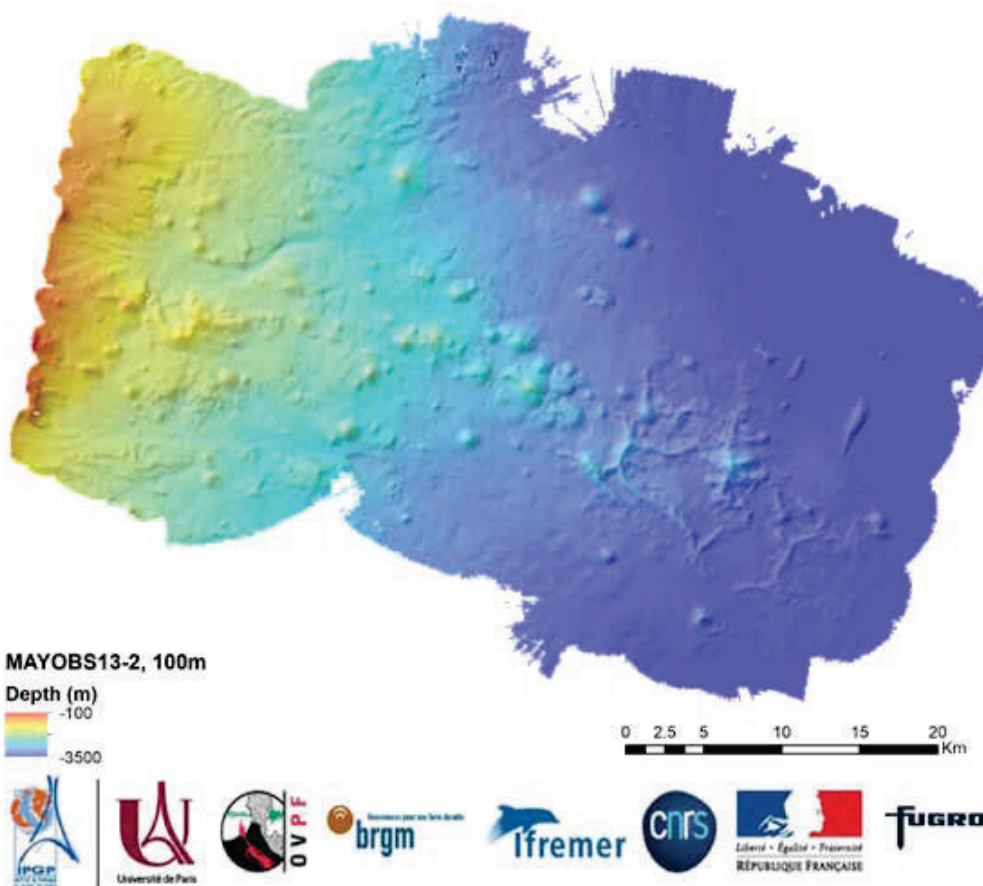 MAYOBS13-2, 100m
Depth (m)
-100
-3500
0 2.5 5 10 15 20
Km
IPGP
Université de Paris
OVPF
brgm
Ifremer
cnrs
Liberté • Égalité • Fraternité
RÉPUBLIQUE FRANÇAISE
FUGRO